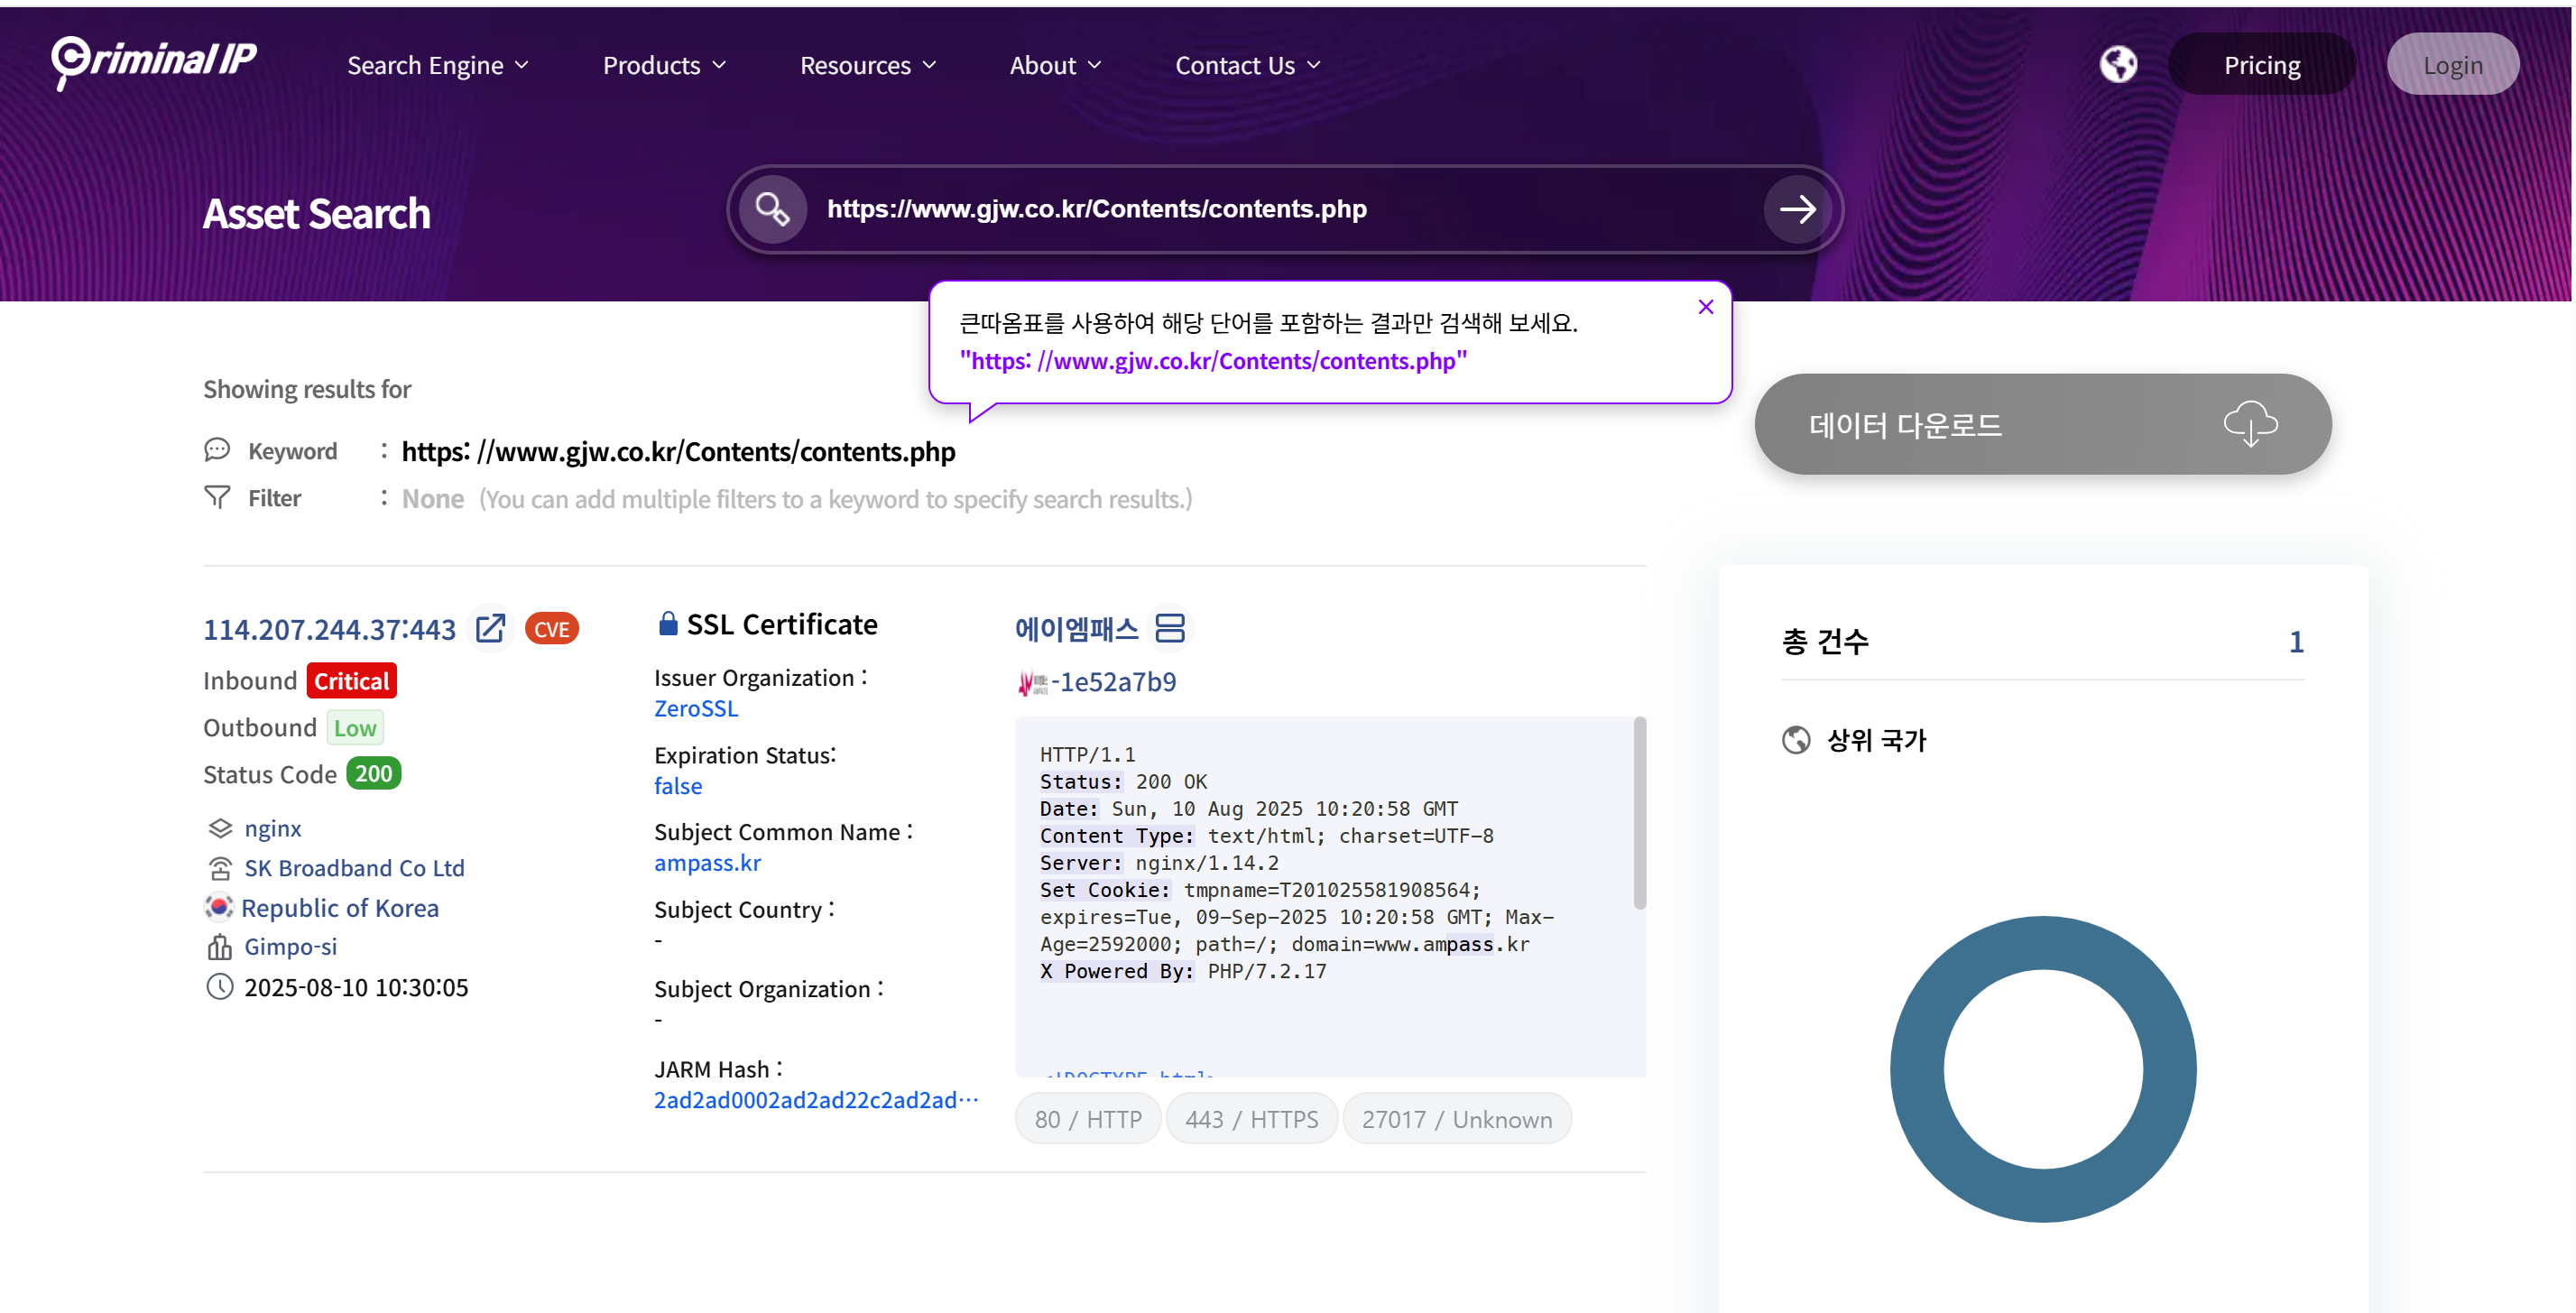 Criminal IP
Search Engine
Products
Resources
About
Contact Us
Pricing
Login
Asset Search
https://www.gjw.co.kr/Contents/contents.php
큰따옴표를 사용하여 해당 단어를 포함하는 결과만 검색해 보세요.
"https: //www.gjw.co.kr/Contents/contents.php"
Showing results for
Keyword : https: //www.gjw.co.kr/Contents/contents.php
Filter : None (You can add multiple filters to a keyword to specify search results.)
데이터 다운로드
114.207.244.37:443 CVE
Inbound Critical
Outbound Low
Status Code 200
nginx
SK Broadband Co Ltd
Republic of Korea
Gimpo-si
2025-08-10 10:30:05
SSL Certificate
Issuer Organization :
ZeroSSL
Expiration Status:
false
Subject Common Name :
ampass.kr
Subject Country :
-
Subject Organization :
-
JARM Hash :
2ad2ad0002ad2ad22c2ad2ad···
에이엠패스
-1e52a7b9
HTTP/1.1
Status: 200 OK
Date: Sun, 10 Aug 2025 10:20:58 GMT
Content Type: text/html; charset=UTF-8
Server: nginx/1.14.2
Set Cookie: tmpname=T201025581908564;
expires=Tue, 09-Sep-2025 10:20:58 GMT; Max-
Age=2592000; path=/; domain=www.ampass.kr
X Powered By: PHP/7.2.17
<!DOCTYPE html>
80 / HTTP
443 / HTTPS
27017 / Unknown
총 건수 1
상위 국가